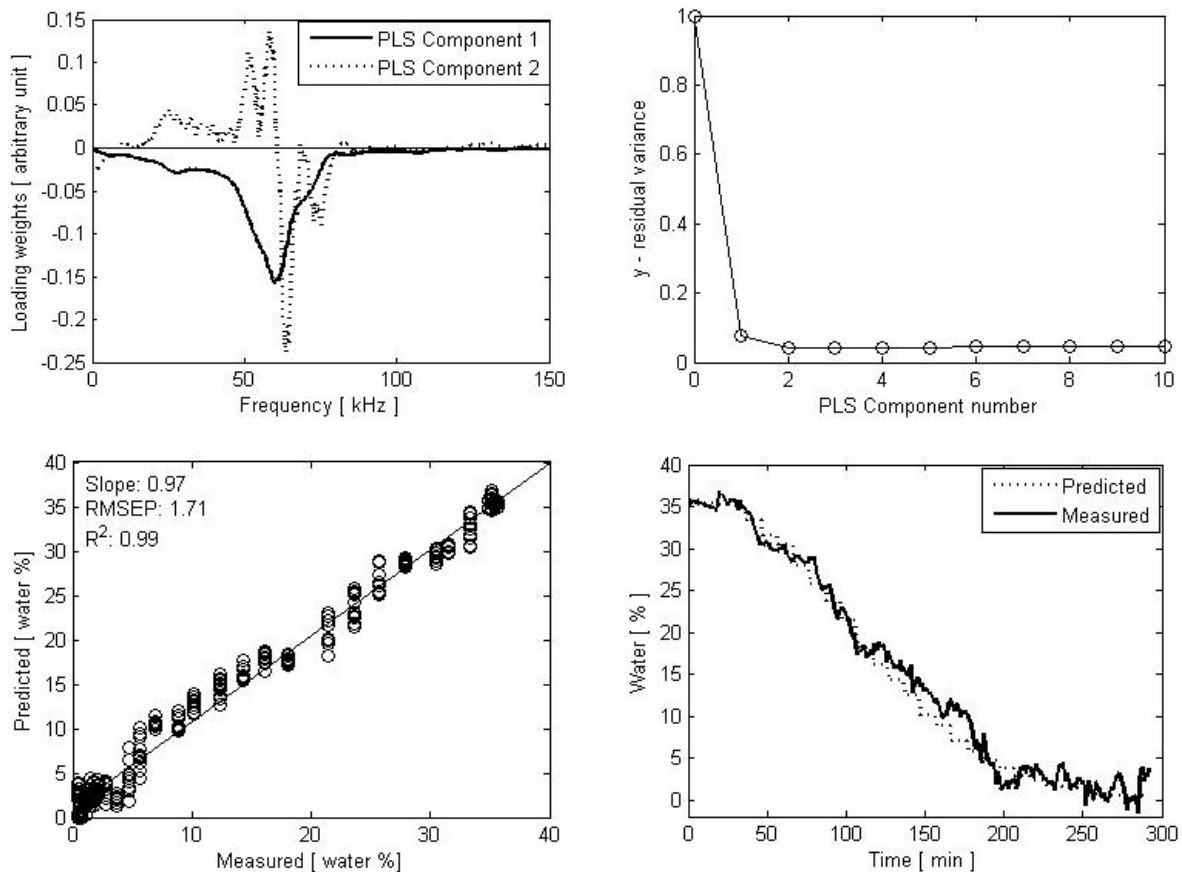 0.15
0.1
0.05
0
-0.05
-0.1
-0.15
-0.2
-0.25
Loading weights [ arbitrary unit ]
PLS Component 1
PLS Component 2
0 50 100 150
Frequency [ kHz ]
1
0.8
0.6
0.4
0.2
0
y - residual variance
0 2 4 6 8 10
PLS Component number
40
35
30
25
20
15
10
5
0
Predicted [ water %]
Slope: 0.97
RMSEP: 1.71
R²: 0.99
0 10 20 30 40
Measured [ water %]
40
35
30
25
20
15
10
5
0
Water [ % ]
Predicted
Measured
0 50 100 150 200 250 300
Time [ min ]